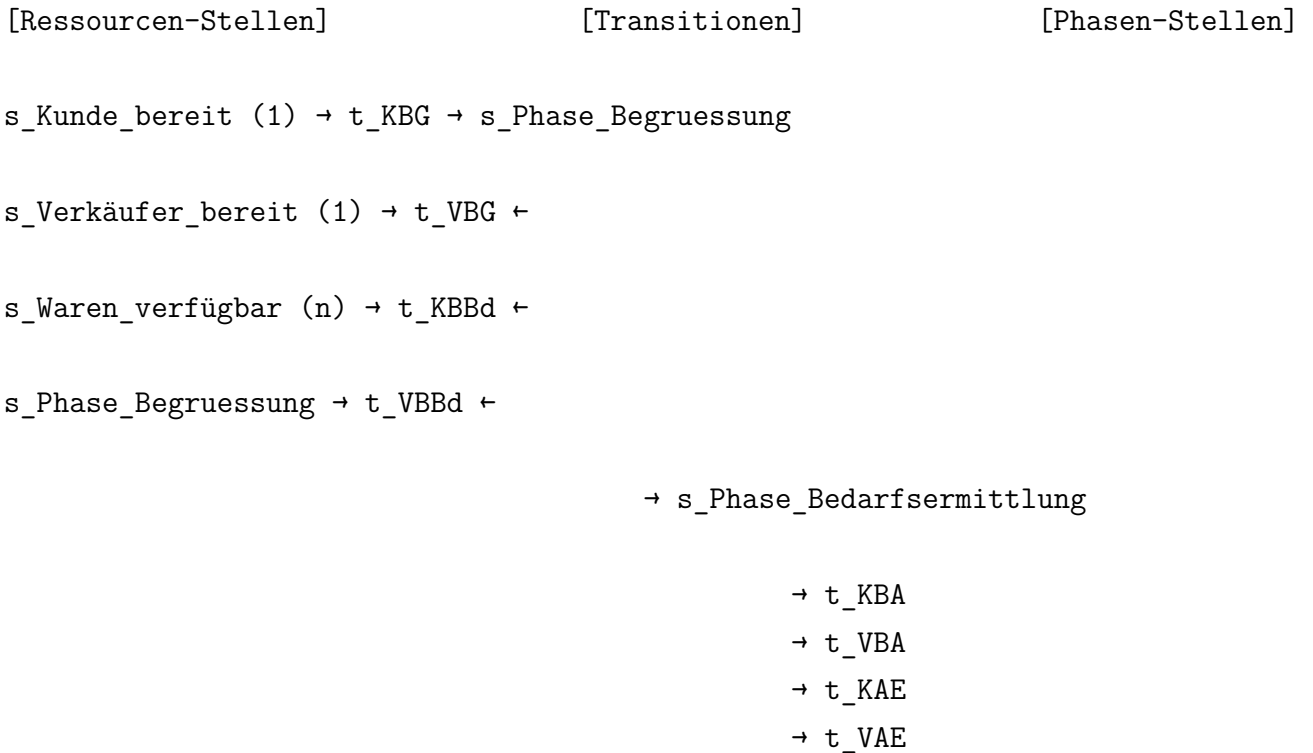 [Ressourcen-Stellen] [Transitionen] [Phasen-Stellen]
s_Kunde_bereit (1) → t_KBG → s_Phase_Begruessung
s_Verkäufer_bereit (1) → t_VBG ←
s_Waren_verfügbar (n) → t_KBBd ←
s_Phase_Begruessung → t_VBBd ←
→ s_Phase_Bedarfsermittlung
→ t_KBA
→ t_VBA
→ t_KAE
→ t_VAE